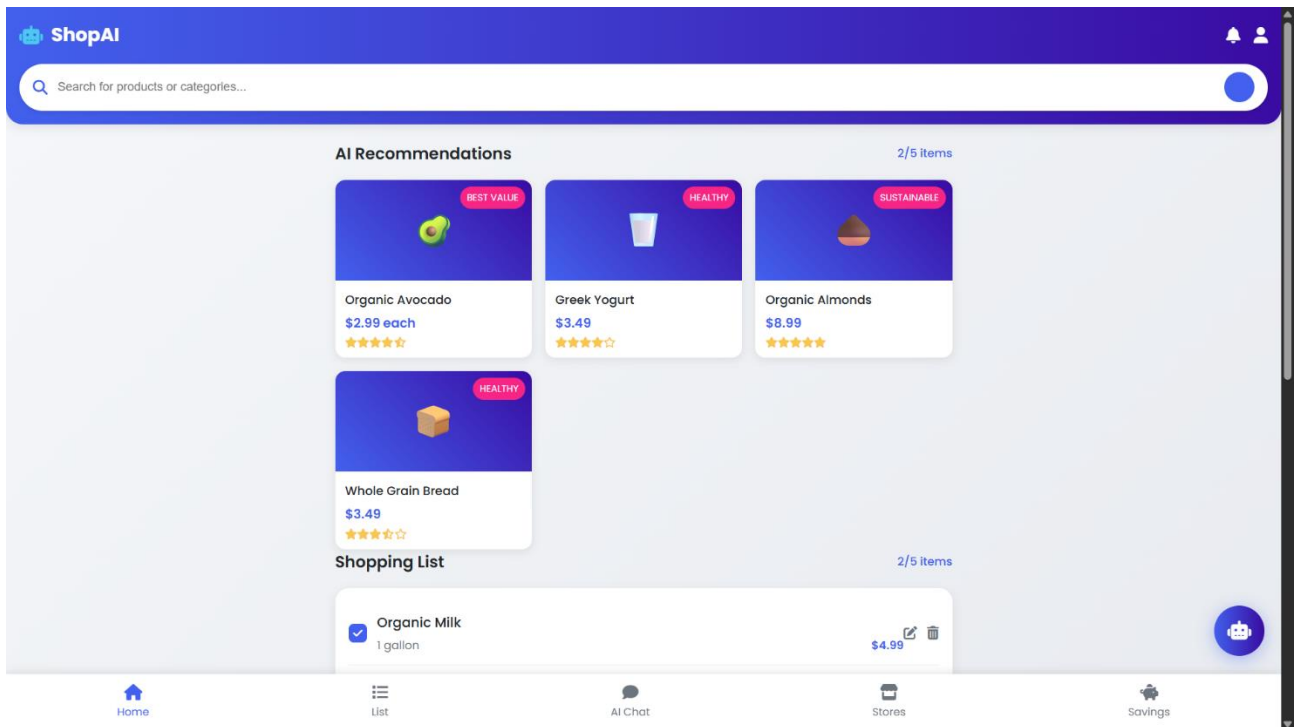 ShopAI
Search for products or categories...
AI Recommendations 2/5 items
BEST VALUE HEALTHY SUSTAINABLE
Organic Avocado Greek Yogurt Organic Almonds
$2.99 each $3.49 $8.99
HEALTHY
Whole Grain Bread
$3.49
Shopping List 2/5 items
Organic Milk
1 gallon $4.99
Home List AI Chat Stores Savings